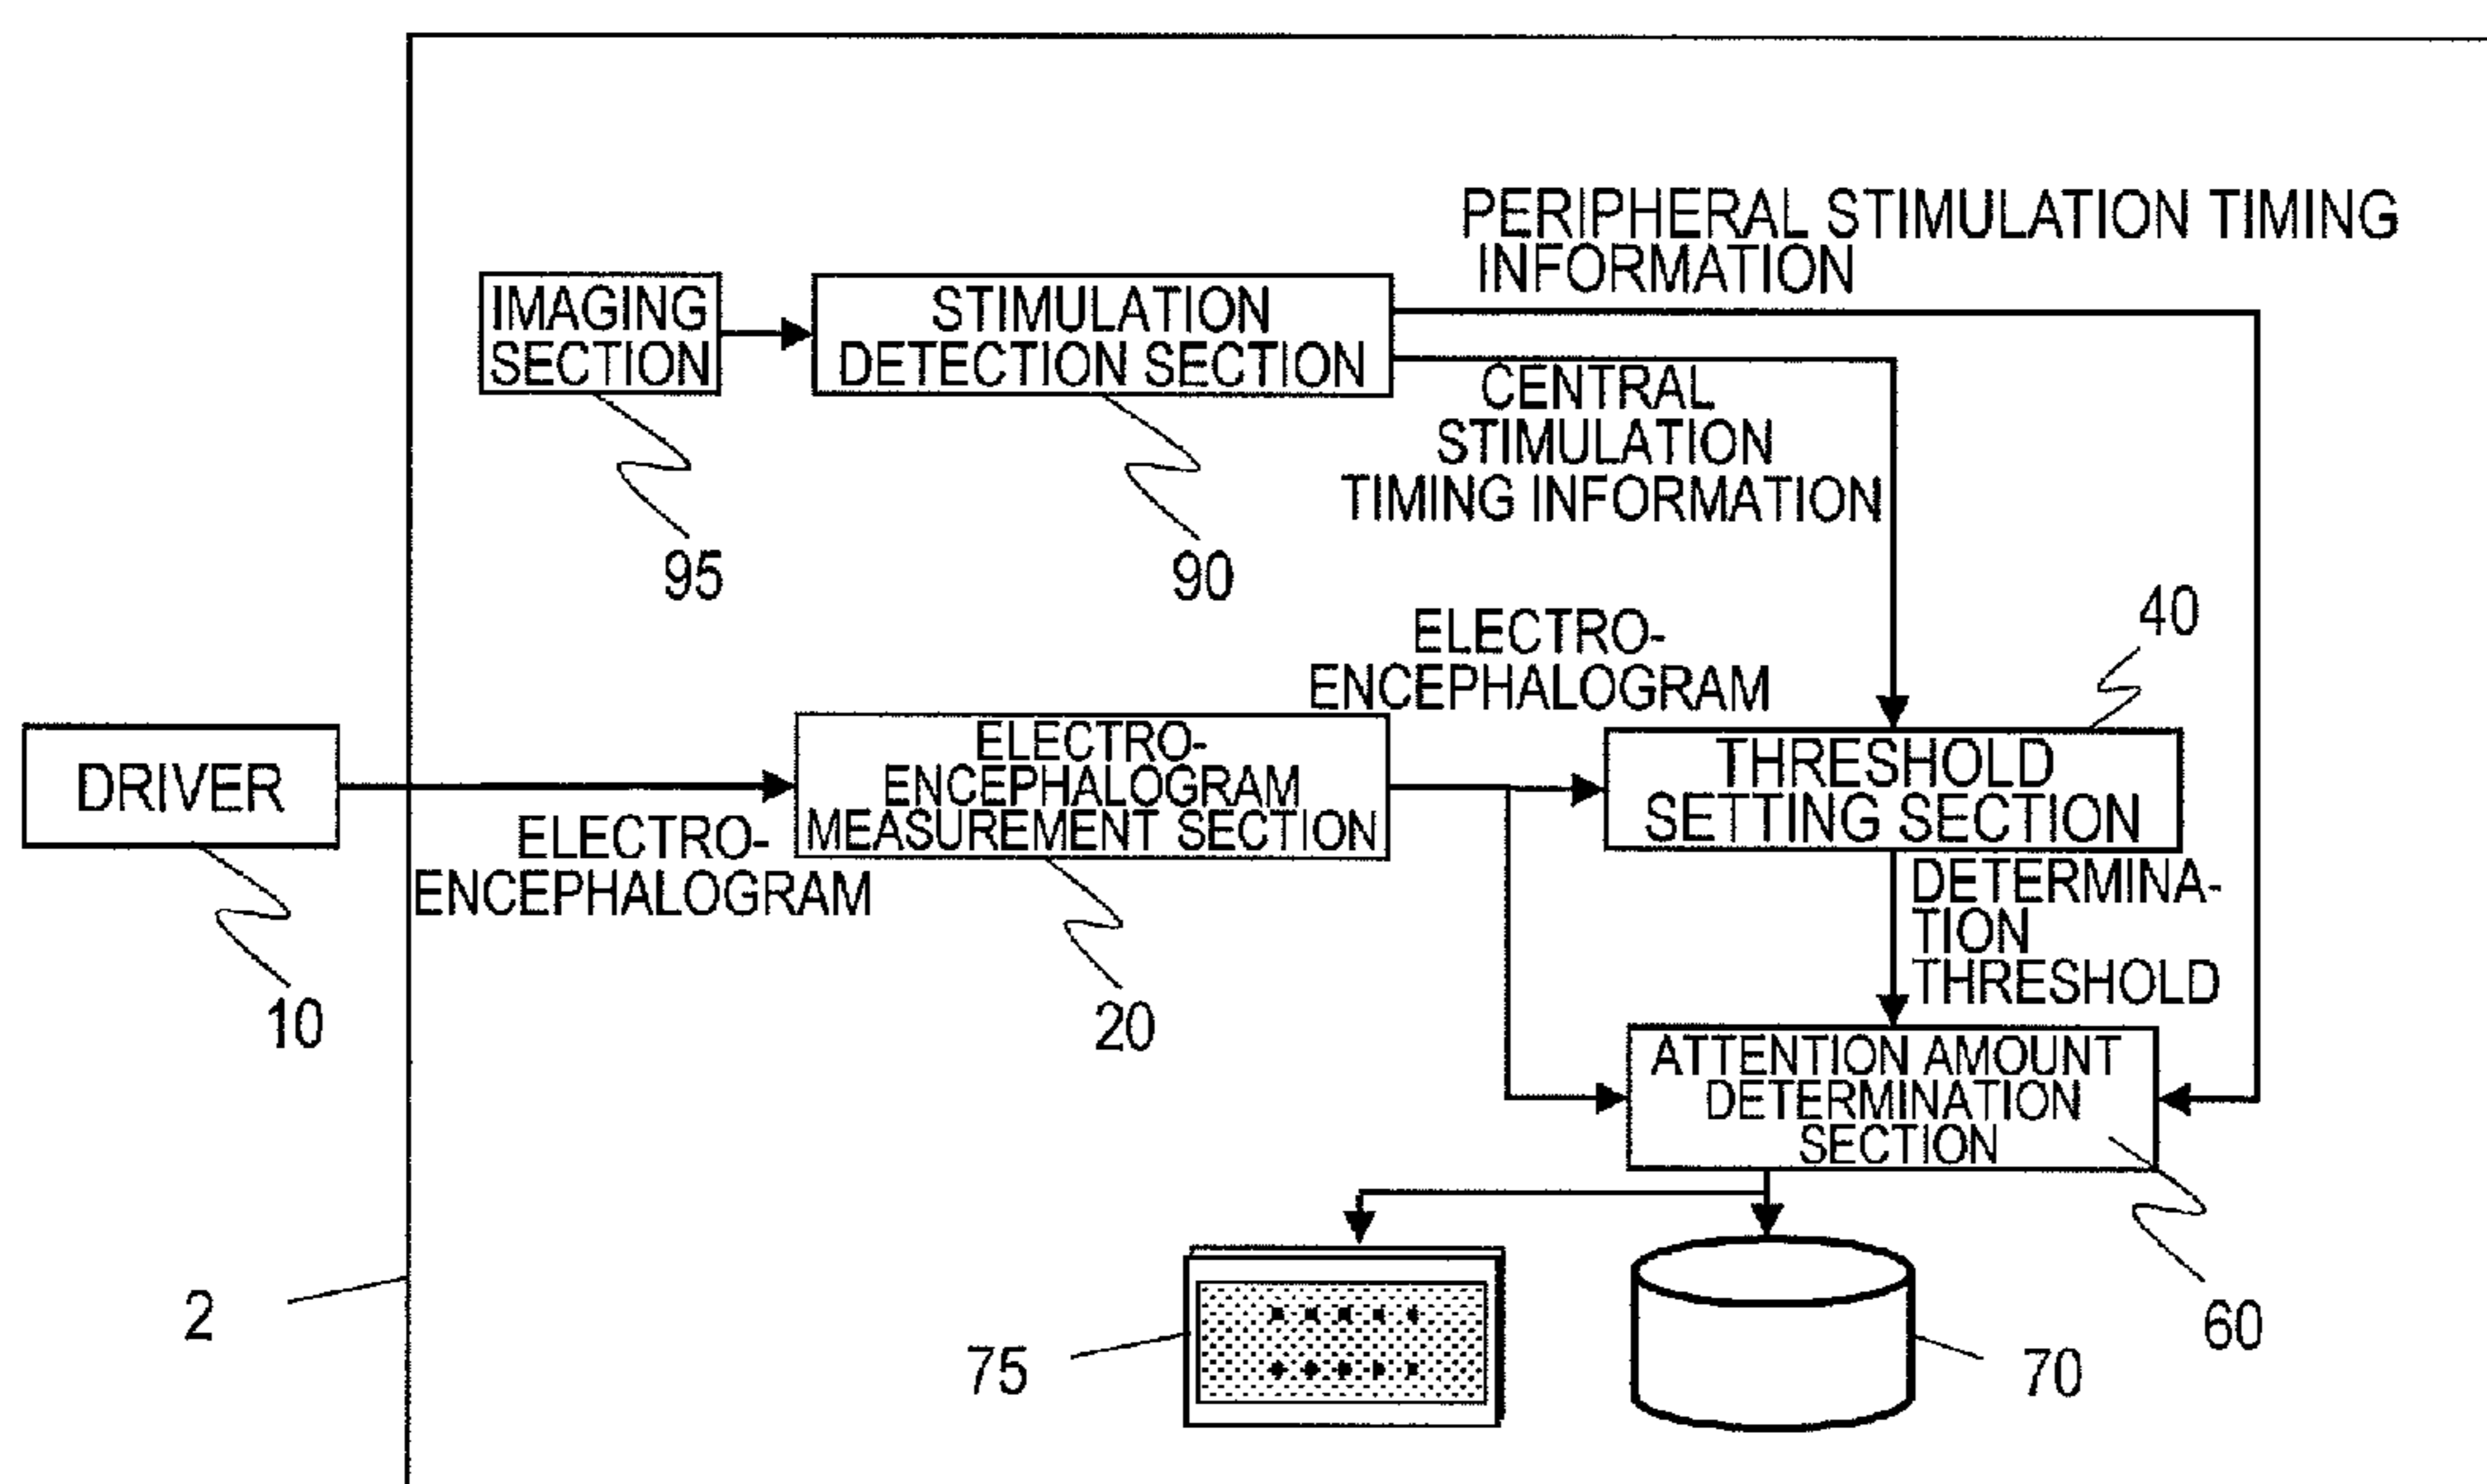 PERIPHERAL STIMULATION TIMING
INFORMATION
IMAGING
SECTION
STIMULATION
DETECTION SECTION
CENTRAL
STIMULATION
TIMING INFORMATION
95
90
40
ELECTRO-
ENCEPHALOGRAM
DRIVER
ELECTRO-
ENCEPHALOGRAM
MEASUREMENT SECTION
THRESHOLD
SETTING SECTION
ELECTRO-
ENCEPHALOGRAM
DETERMINA-
TION
THRESHOLD
10
20
ATTENTION AMOUNT
DETERMINATION
SECTION
2
75
70
60